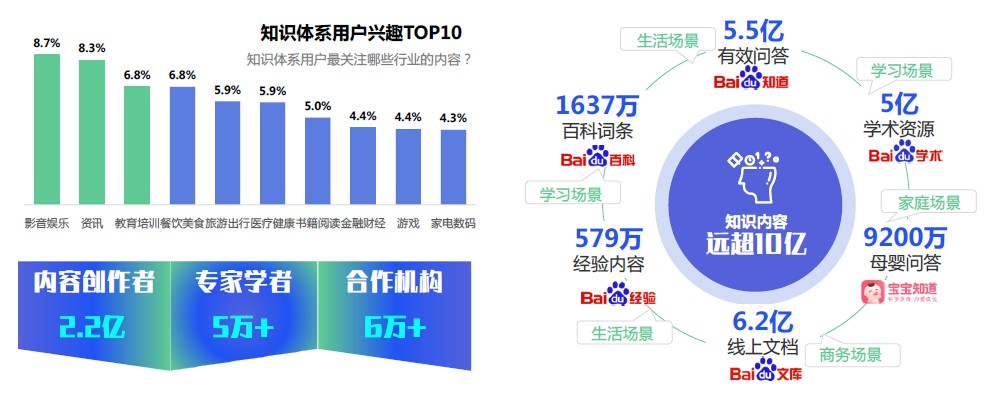 知识体系用户兴趣TOP10
知识体系用户最关注哪些行业的内容？
8.7%
8.3%
6.8%
6.8%
5.9%
5.9%
5.0%
4.4%
4.4%
4.3%
影音娱乐
资讯
教育培训
餐饮美食
旅游出行
医疗健康
书籍阅读
金融财经
游戏
家电数码
内容创作者
2.2亿
专家学者
5万+
合作机构
6万+
生活场景
5.5亿
有效问答
Bai du 知道
学习场景
5亿
学术资源
Bai du 学术
家庭场景
9200万
母婴问答
宝宝知道
科学孕育 力爱成长
商务场景
6.2亿
线上文档
Bai du 文库
生活场景
579万
经验内容
Bai du 经验
学习场景
1637万
百科词条
Bai du 百科
知识内容
远超10亿